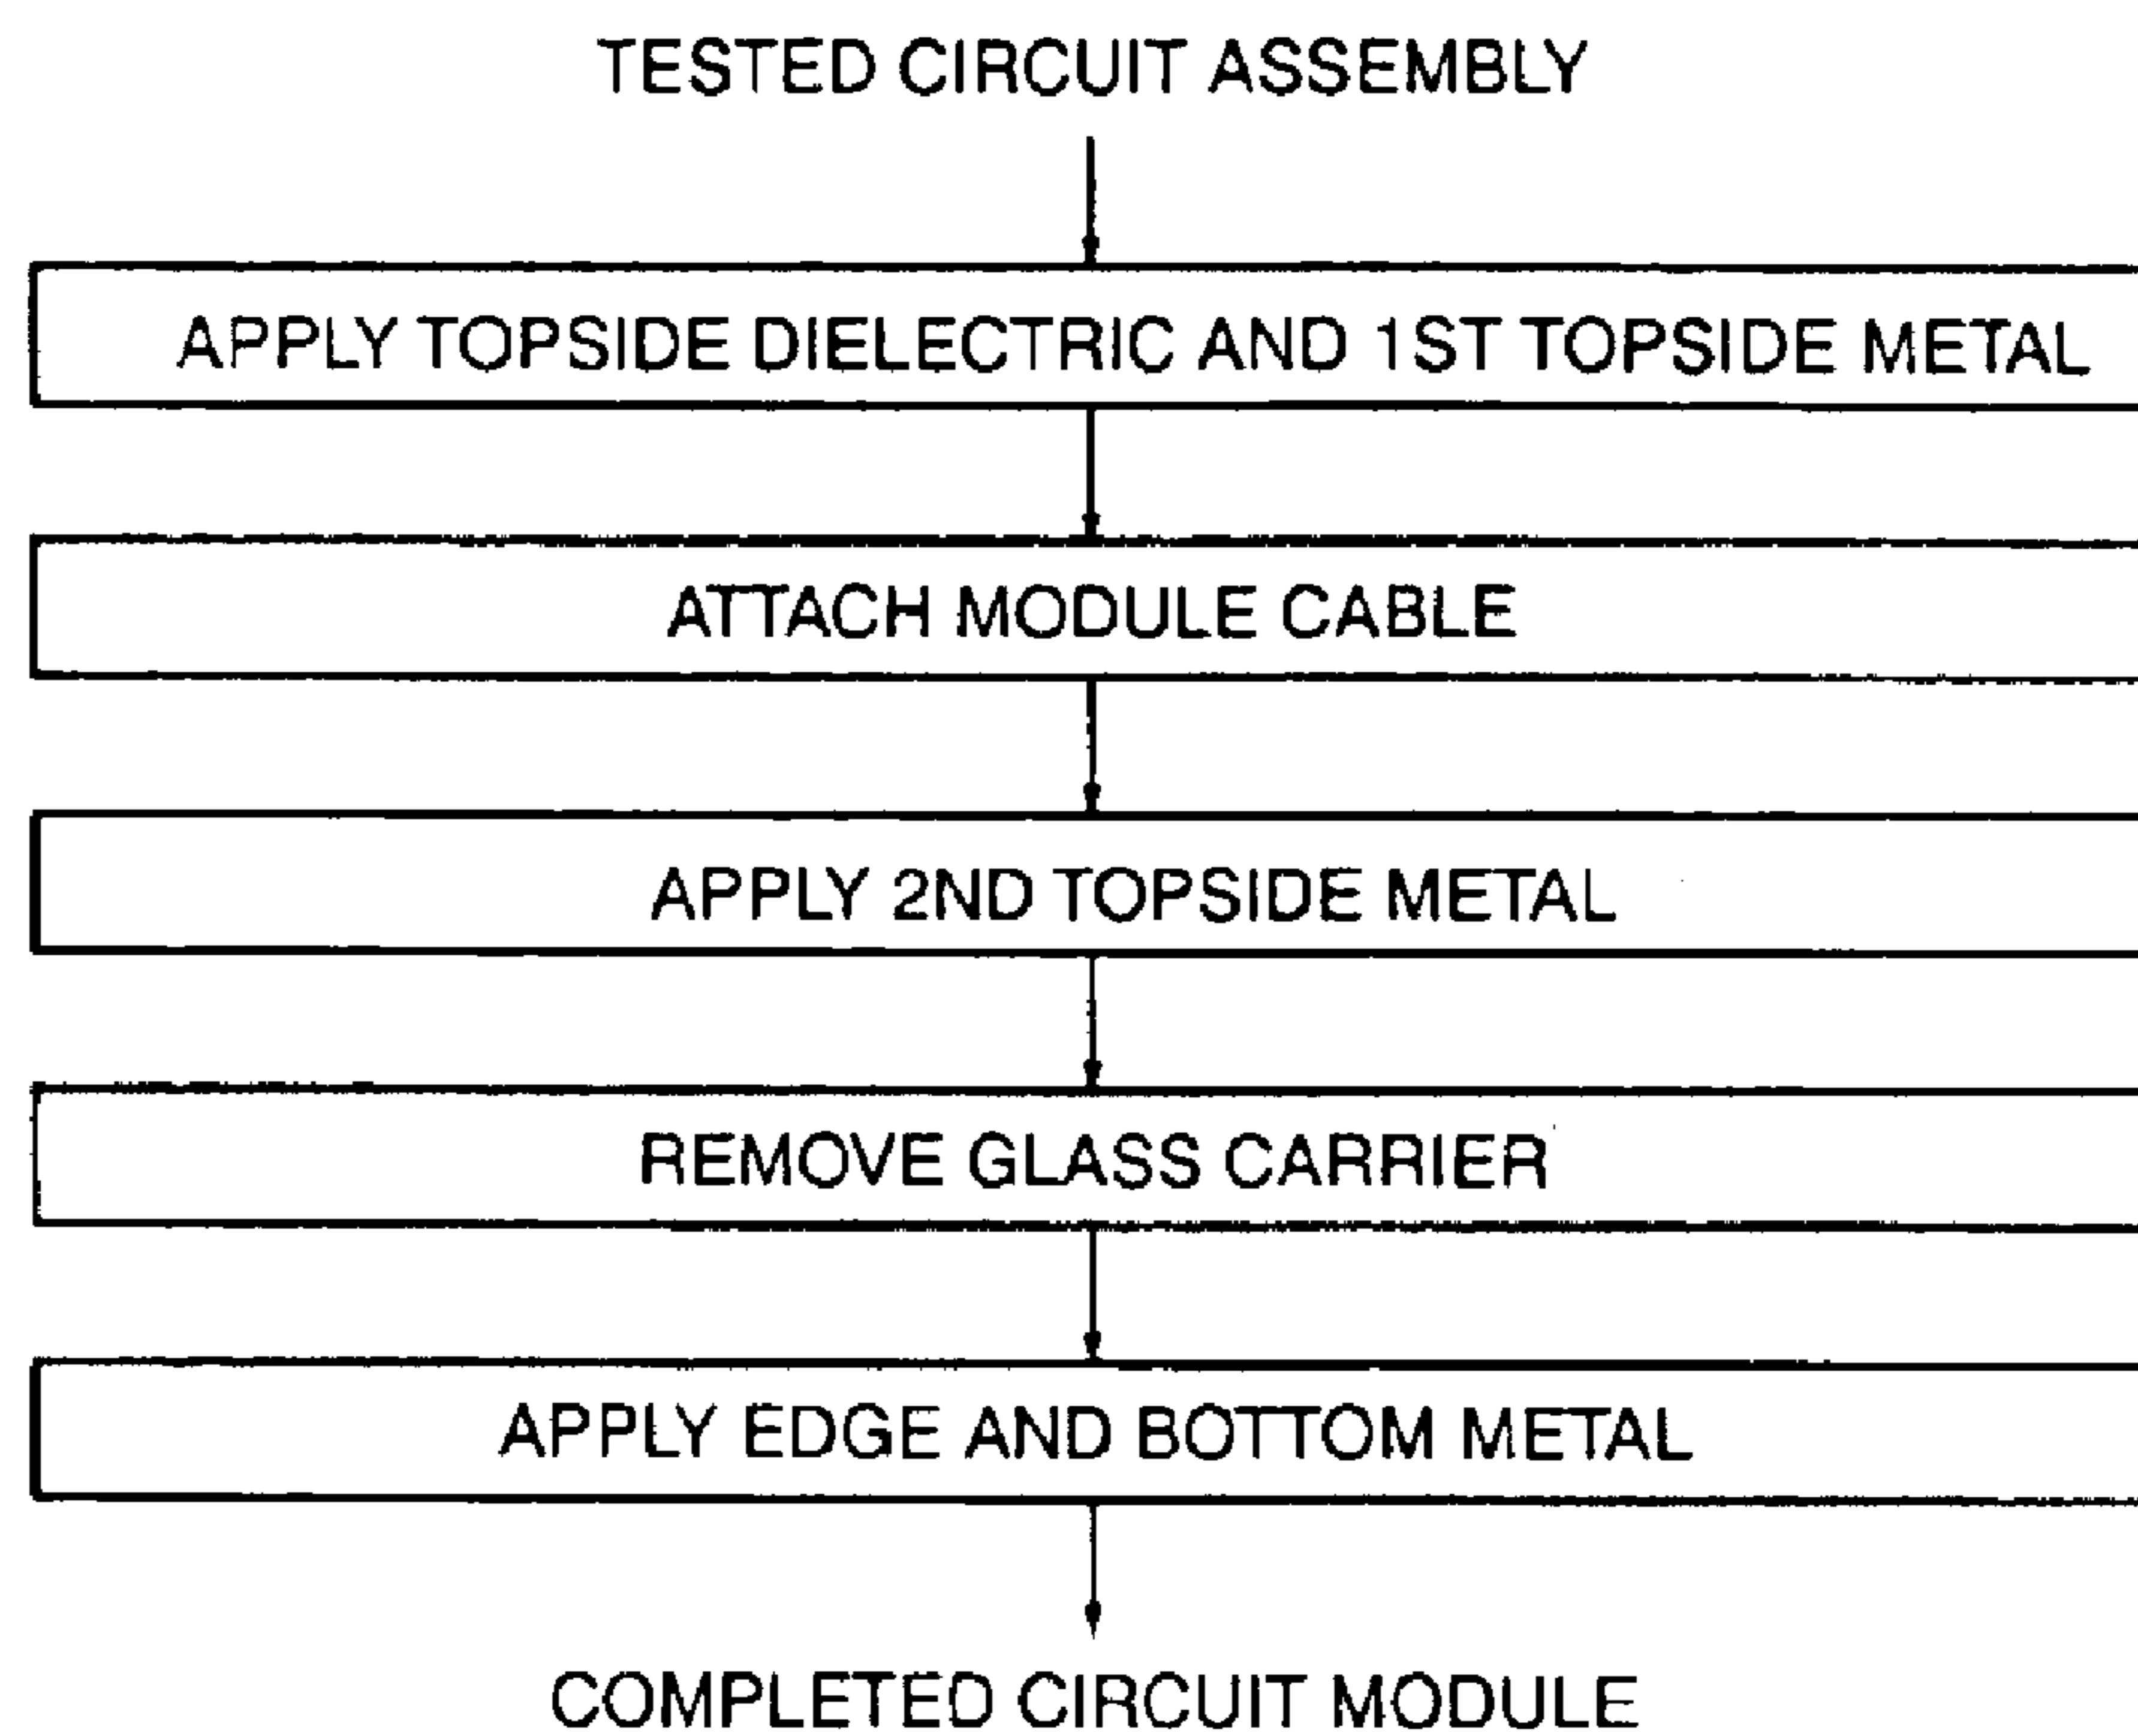 TESTED CIRCUIT ASSEMBLY
APPLY TOPSIDE DIELECTRIC AND 1ST TOPSIDE METAL
ATTACH MODULE CABLE
APPLY 2ND TOPSIDE METAL
REMOVE GLASS CARRIER
APPLY EDGE AND BOTTOM METAL
COMPLETED CIRCUIT MODULE